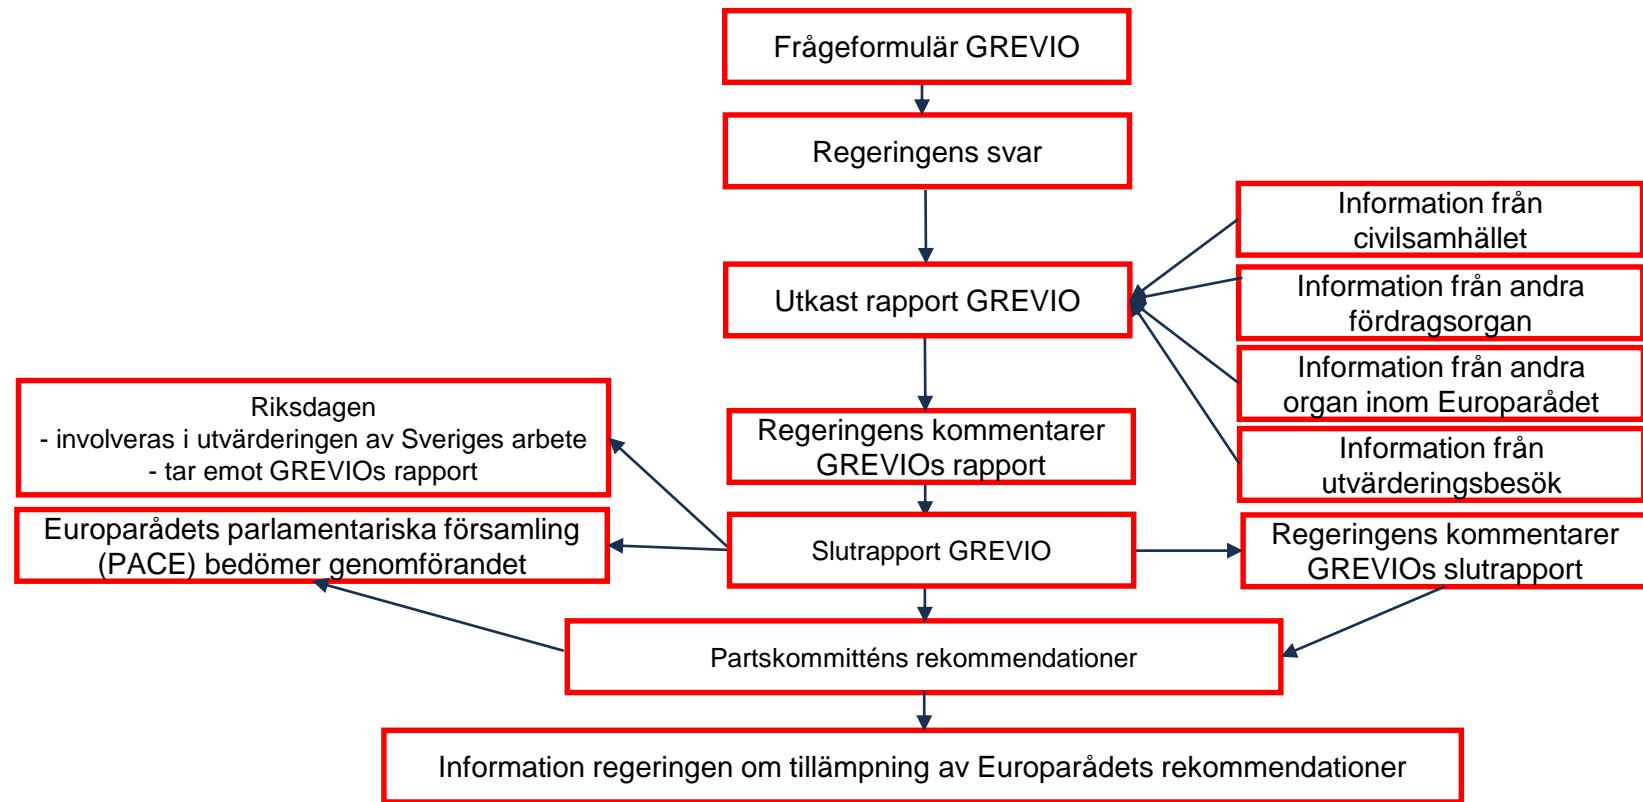 Frågeformulär GREVIO
Regeringens svar
Information från
civilsamhället
Utkast rapport GREVIO
Information från andra
fördragsorgan
Information från andra
organ inom Europarådet
Information från
utvärderingsbesök
Riksdagen
- involveras i utvärderingen av Sveriges arbete
- tar emot GREVIOs rapport
Regeringens kommentarer
GREVIOs rapport
Europarådets parlamentariska församling
(PACE) bedömer genomförandet
Slutrapport GREVIO
Regeringens kommentarer
GREVIOs slutrapport
Partskommitténs rekommendationer
Information regeringen om tillämpning av Europarådets rekommendationer